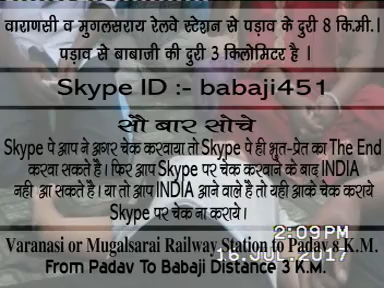 वाराणसी व मुगलसराय रेलवे स्टेशन से पड़ाव के दुरी 8 कि.मी.।
पड़ाव से बाबाजी की दुरी 3 किलोमिटर है ।
Skype ID :- babaji451
सौ बार सोचे
Skype पे आप ने अगर चेक करवाया तो Skype पे ही भुत-प्रेत का The End
करवा सकते है। फिर आप Skype पर चेक करवाने के बाद INDIA
नही आ सकते है। या तो आप INDIA आने वाले है तो यही आके चेक कराये
Skype पर चेक ना कराये।
2:09PM
Varanasi or Mugalsarai Railway Station to Padav 8 K.M.
16.JUL.2017
From Padav To Babaji Distance 3 K.M.